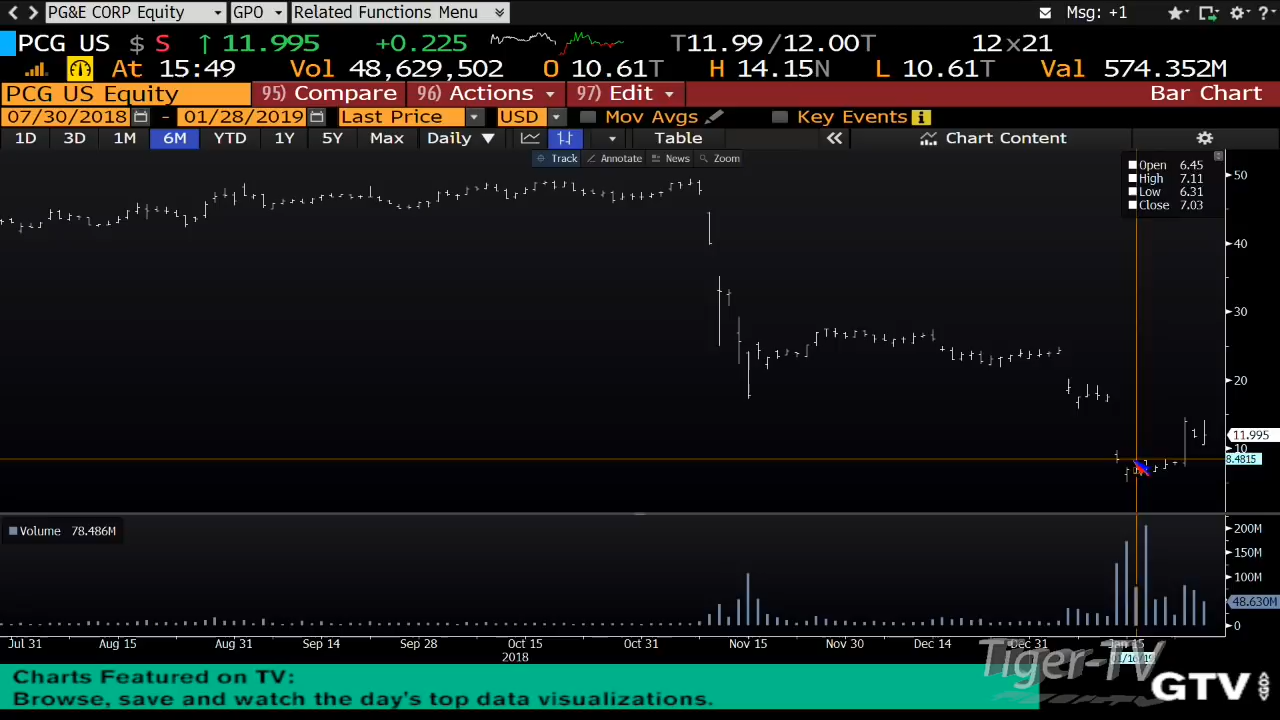 PG&E CORP Equity GPO Related Functions Menu Msg: +1
PCG US $ S ↑ 11.995 +0.225 T11.99 /12.00T 12x21
At 15:49 Vol 48,629,502 O 10.61T H 14.15N L 10.61T Val 574.352M
PCG US Equity 95) Compare 96) Actions 97) Edit Bar Chart
07/30/2018 - 01/28/2019 Last Price USD Mov Avgs Key Events
1D 3D 1M 6M YTD 1Y 5Y Max Daily ▼ Table « Chart Content
Track Annotate News Zoom
Open 6.45
High 7.11
Low 6.31
Close 7.03
50
40
30
20
11.995
10
8.4815
Volume 78.486M
200M
150M
100M
48.630M
0
Jul 31 Aug 15 Aug 31 Sep 14 Sep 28 Oct 15 Oct 31 Nov 15 Nov 30 Dec 14 Dec 31 Jan 15
2018 01/16/19
Tiger-TV
GTV
Charts Featured on TV:
Browse, save and watch the day's top data visualizations.